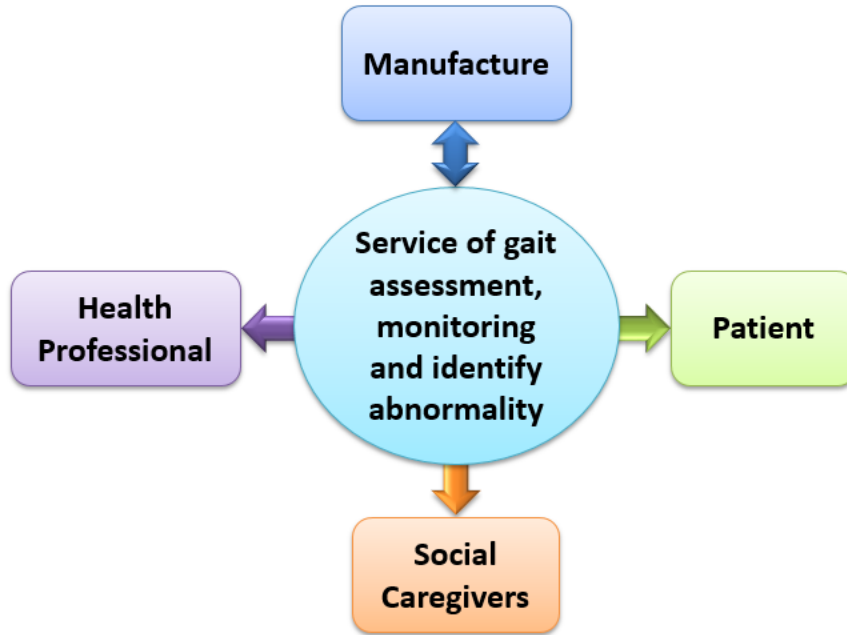 Manufacture
Service of gait
assessment,
monitoring
and identify
abnormality
Health
Professional
Patient
Social
Caregivers